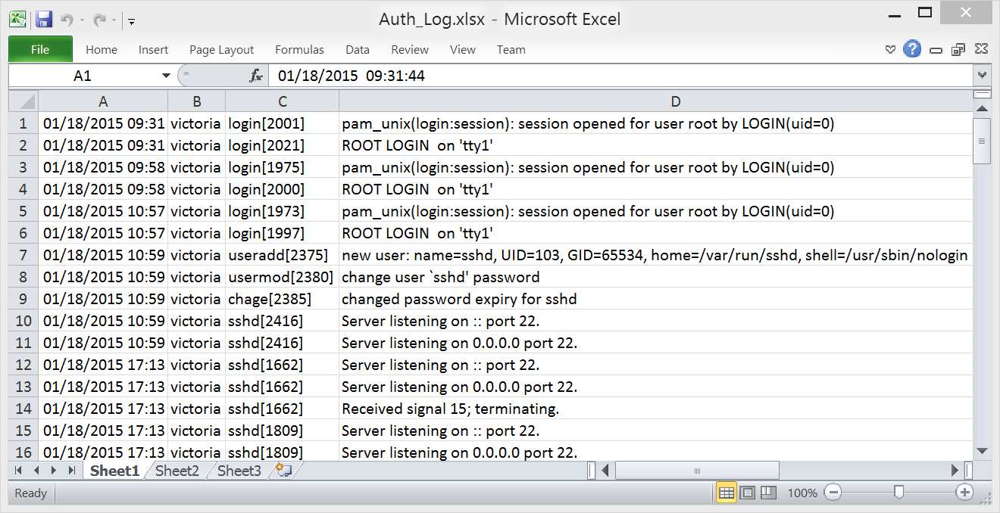 Auth_Log.xlsx - Microsoft Excel
File Home Insert Page Layout Formulas Data Review View Team
A1 fx 01/18/2015  09:31:44
A B C D
1 01/18/2015 09:31 victoria login[2001] pam_unix(login:session): session opened for user root by LOGIN(uid=0)
2 01/18/2015 09:31 victoria login[2021] ROOT LOGIN  on 'tty1'
3 01/18/2015 09:58 victoria login[1975] pam_unix(login:session): session opened for user root by LOGIN(uid=0)
4 01/18/2015 09:58 victoria login[2000] ROOT LOGIN  on 'tty1'
5 01/18/2015 10:57 victoria login[1973] pam_unix(login:session): session opened for user root by LOGIN(uid=0)
6 01/18/2015 10:57 victoria login[1997] ROOT LOGIN  on 'tty1'
7 01/18/2015 10:59 victoria useradd[2375] new user: name=sshd, UID=103, GID=65534, home=/var/run/sshd, shell=/usr/sbin/nologin
8 01/18/2015 10:59 victoria usermod[2380] change user `sshd' password
9 01/18/2015 10:59 victoria chage[2385] changed password expiry for sshd
10 01/18/2015 10:59 victoria sshd[2416] Server listening on :: port 22.
11 01/18/2015 10:59 victoria sshd[2416] Server listening on 0.0.0.0 port 22.
12 01/18/2015 17:13 victoria sshd[1662] Server listening on :: port 22.
13 01/18/2015 17:13 victoria sshd[1662] Server listening on 0.0.0.0 port 22.
14 01/18/2015 17:13 victoria sshd[1662] Received signal 15; terminating.
15 01/18/2015 17:13 victoria sshd[1809] Server listening on :: port 22.
16 01/18/2015 17:13 victoria sshd[1809] Server listening on 0.0.0.0 port 22.
Sheet1 Sheet2 Sheet3
Ready 100%